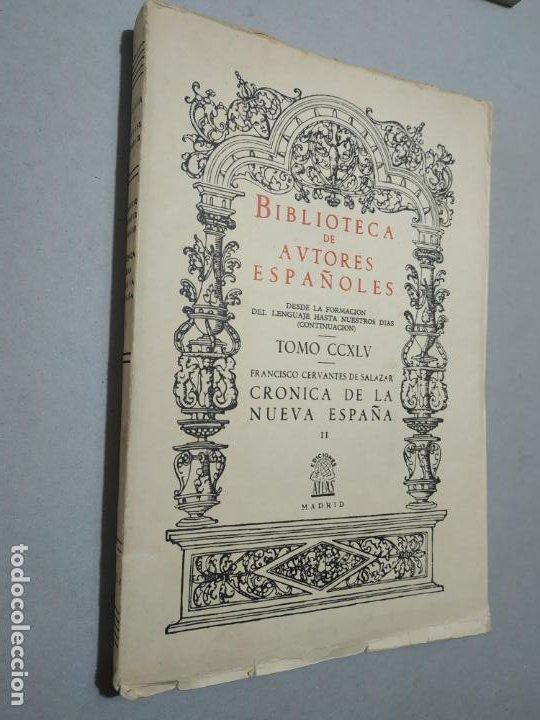 BIBLIOTECA
DE
AVTORES
ESPAÑOLES
DESDE LA FORMACION
DEL LENGUAJE HASTA NUESTROS DIAS
(CONTINUACION)
TOMO CCXLV
FRANCISCO CERVANTES DE SALAZAR
CRONICA DE LA
NUEVA ESPAÑA
II
EDICIONES
ATLAS
MADRID
todocoleccion.net